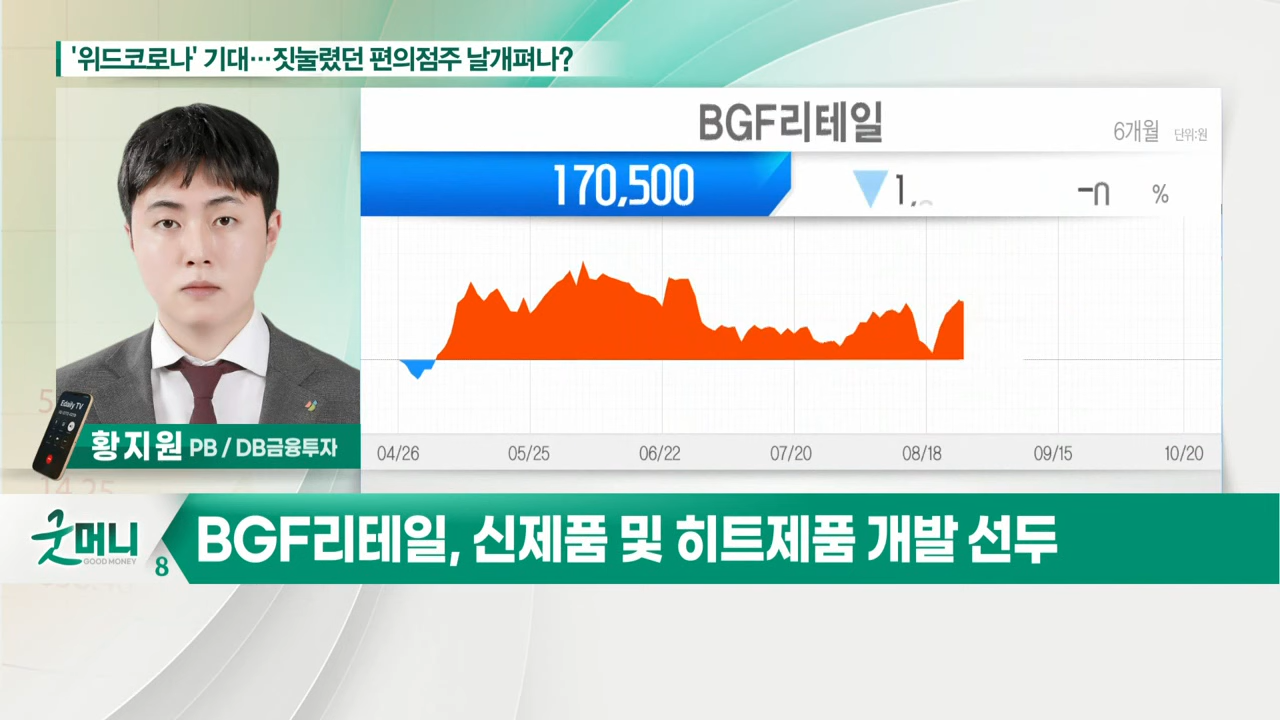 '위드코로나' 기대…짓눌렸던 편의점주 날개펴나?
BGF리테일
6개월 단위:원
170,500
▼1,
%
04/26 05/25 06/22 07/20 08/18 09/15 10/20
Edaily TV
황지원 PB / DB금융투자
굿머니
GOOD MONEY
8
BGF리테일, 신제품 및 히트제품 개발 선두